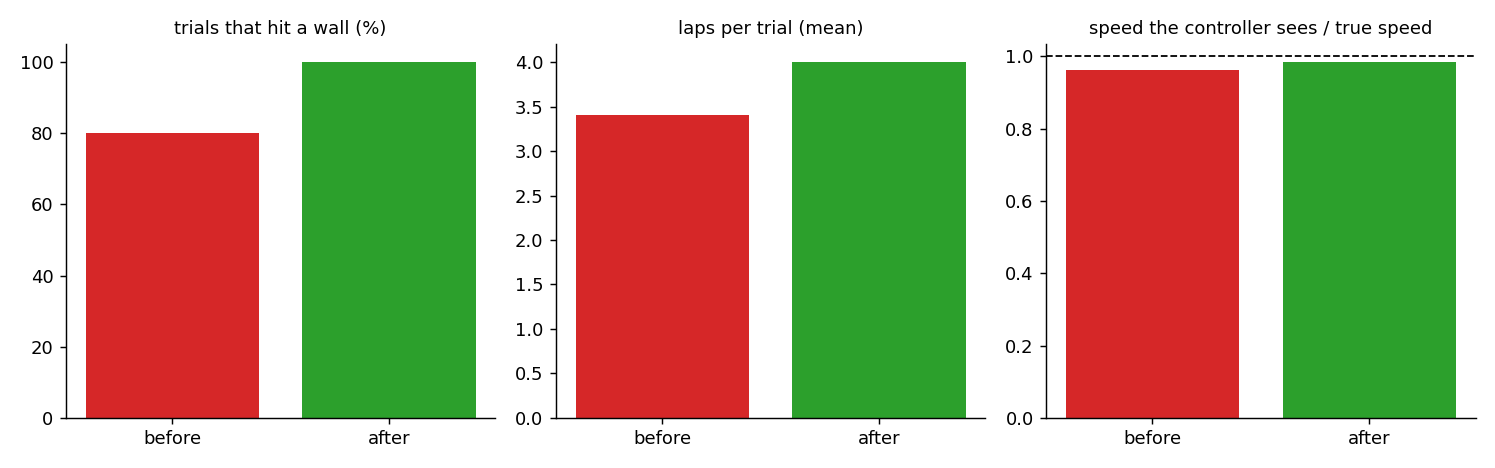 trials that hit a wall (%)
100
80
60
40
20
0
before
after
laps per trial (mean)
4.0
3.5
3.0
2.5
2.0
1.5
1.0
0.5
0.0
before
after
speed the controller sees / true speed
1.0
0.8
0.6
0.4
0.2
0.0
before
after